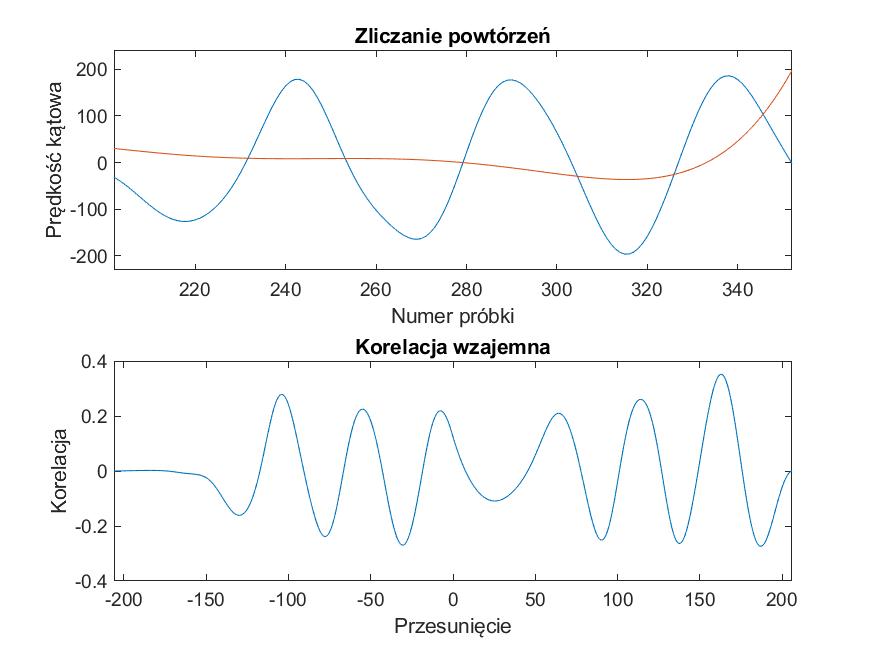 Zliczanie powtórzeń
200
100
0
-100
-200
Prędkość kątowa
220 240 260 280 300 320 340
Numer próbki
Korelacja wzajemna
0.4
0.2
0
-0.2
-0.4
Korelacja
-200 -150 -100 -50 0 50 100 150 200
Przesunięcie